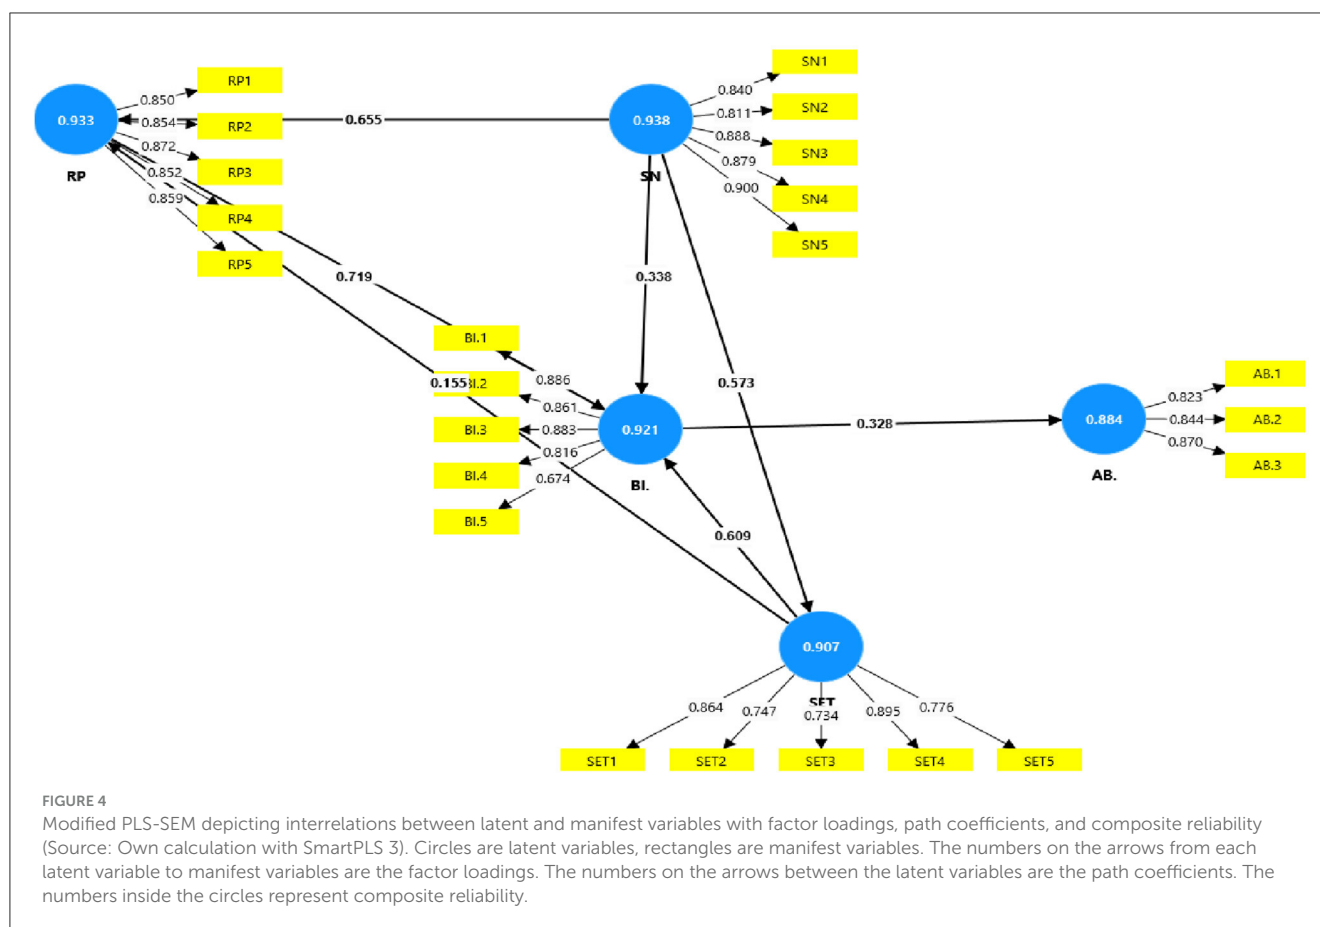 RP1
RP2
RP3
RP4
RP5
0.850
0.854
0.872
0.852
0.859
0.933
RP
0.655
0.938
SN
SN1
SN2
SN3
SN4
SN5
0.840
0.811
0.888
0.879
0.900
0.719
0.338
0.573
0.155
BI.1
BI.2
BI.3
BI.4
BI.5
0.886
0.861
0.883
0.816
0.674
0.921
BI.
0.328
0.884
AB.
AB.1
AB.2
AB.3
0.823
0.844
0.870
0.609
0.907
SET
0.864
0.747
0.734
0.895
0.776
SET1
SET2
SET3
SET4
SET5
FIGURE 4
Modified PLS-SEM depicting interrelations between latent and manifest variables with factor loadings, path coefficients, and composite reliability
(Source: Own calculation with SmartPLS 3). Circles are latent variables, rectangles are manifest variables. The numbers on the arrows from each
latent variable to manifest variables are the factor loadings. The numbers on the arrows between the latent variables are the path coefficients. The
numbers inside the circles represent composite reliability.